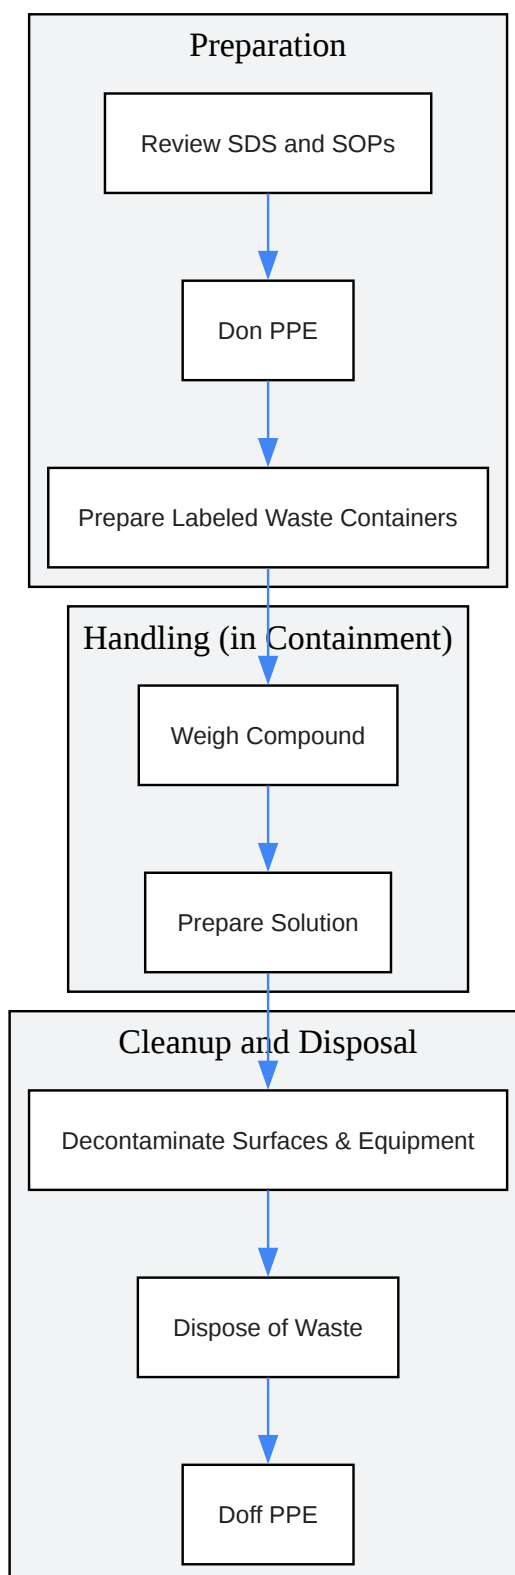 Preparation
Review SDS and SOPs
Don PPE
Prepare Labeled Waste Containers
Handling (in Containment)
Weigh Compound
Prepare Solution
Cleanup and Disposal
Decontaminate Surfaces & Equipment
Dispose of Waste
Doff PPE